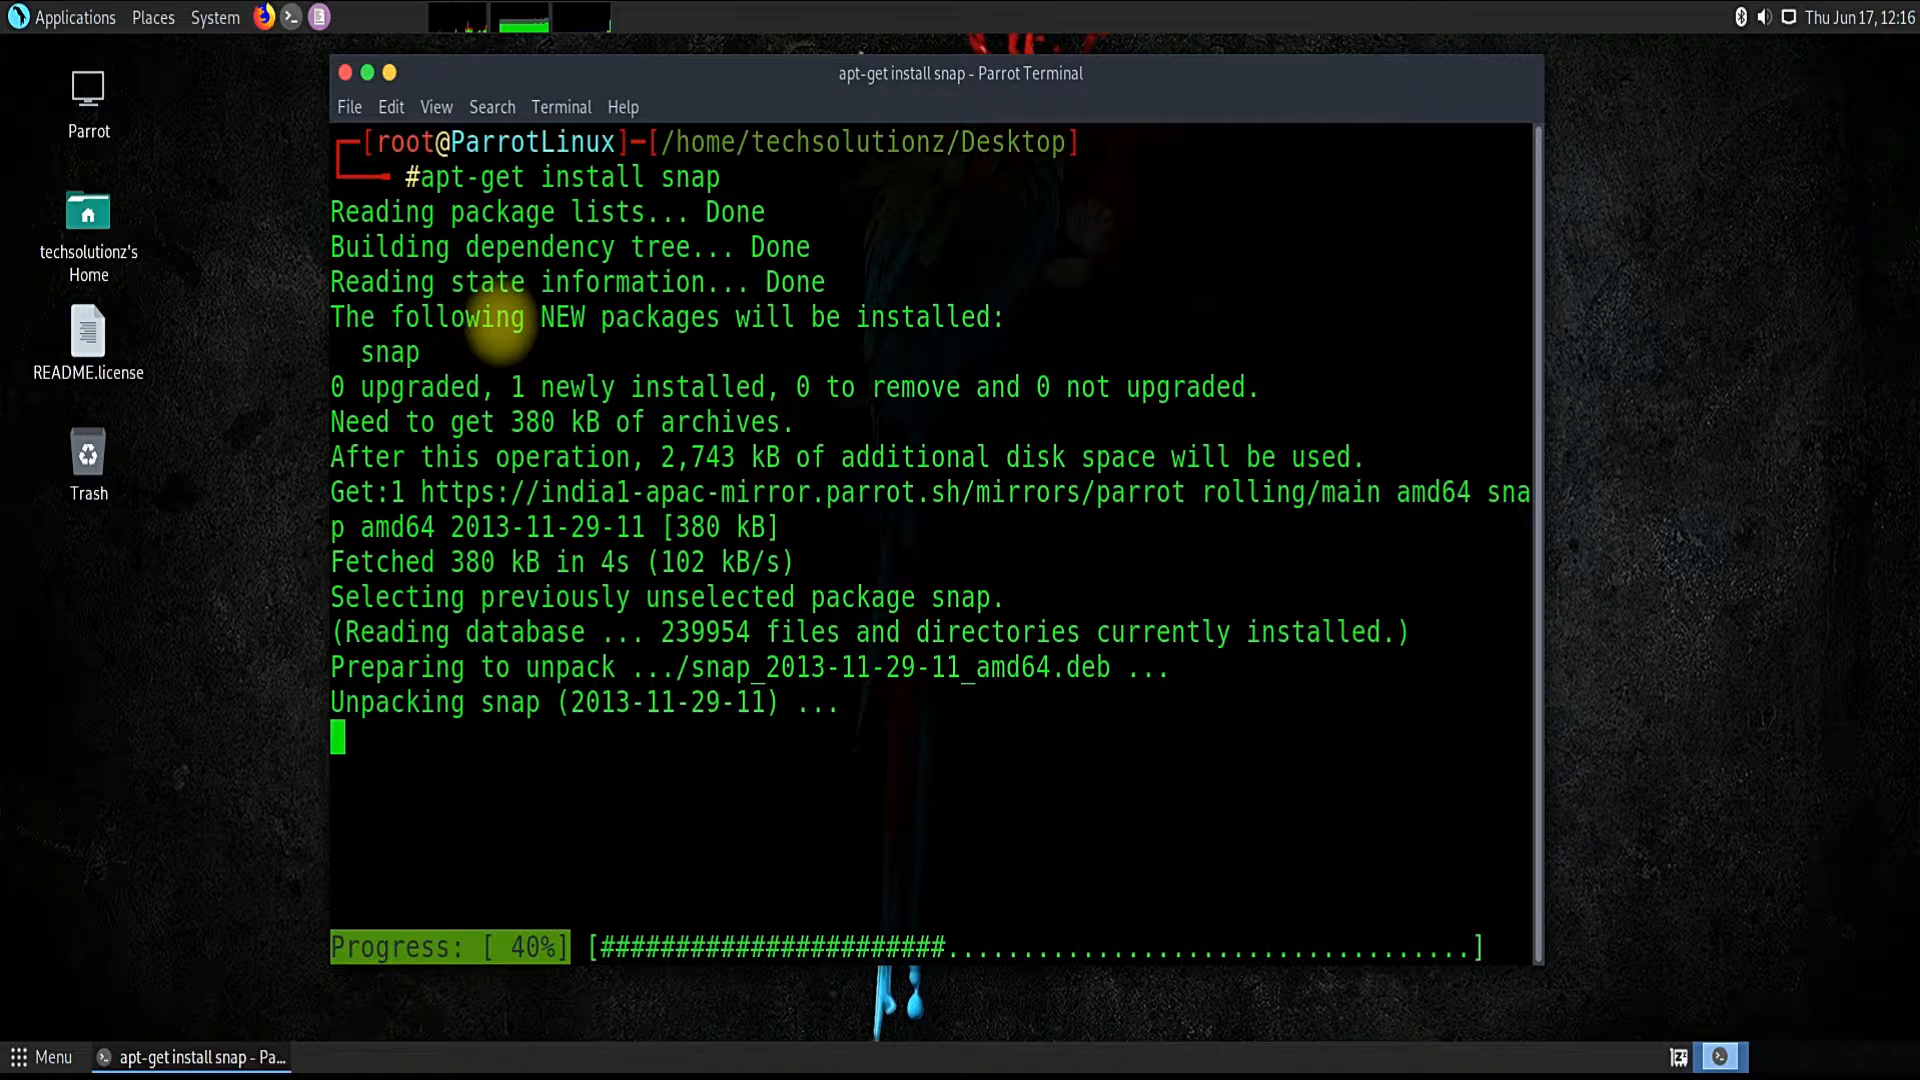 Applications Places System Thu Jun 17, 12:16
apt-get install snap - Parrot Terminal
File Edit View Search Terminal Help
Parrot
techsolutionz's
Home
README.license
Trash
[root@ParrotLinux]─[/home/techsolutionz/Desktop]
#apt-get install snap
Reading package lists... Done
Building dependency tree... Done
Reading state information... Done
The following NEW packages will be installed:
snap
0 upgraded, 1 newly installed, 0 to remove and 0 not upgraded.
Need to get 380 kB of archives.
After this operation, 2,743 kB of additional disk space will be used.
Get:1 https://india1-apac-mirror.parrot.sh/mirrors/parrot rolling/main amd64 sna
p amd64 2013-11-29-11 [380 kB]
Fetched 380 kB in 4s (102 kB/s)
Selecting previously unselected package snap.
(Reading database ... 239954 files and directories currently installed.)
Preparing to unpack .../snap_2013-11-29-11_amd64.deb ...
Unpacking snap (2013-11-29-11) ...
Progress: [ 40%] [#######################...................................]
Menu apt-get install snap - Pa...